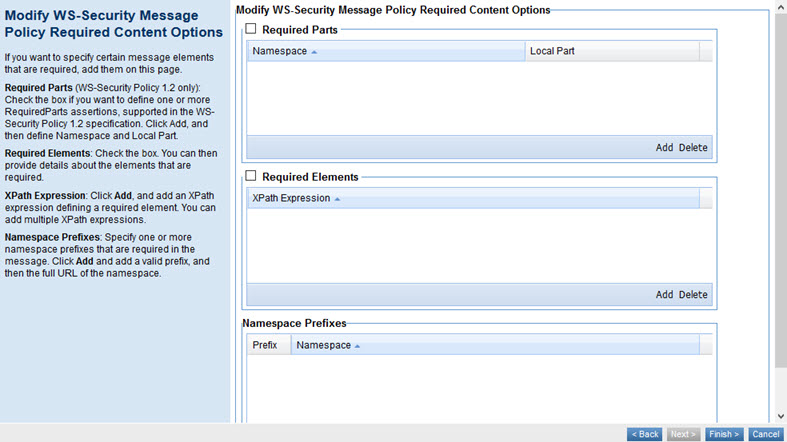 Modify WS-Security Message
Policy Required Content Options
If you want to specify certain message elements
that are required, add them on this page.
Required Parts (WS-Security Policy 1.2 only):
Check the box if you want to define one or more
RequiredParts assertions, supported in the WS-
Security Policy 1.2 specification. Click Add, and
then define Namespace and Local Part.
Required Elements: Check the box. You can then
provide details about the elements that are
required.
XPath Expression: Click Add, and add an XPath
expression defining a required element. You can
add multiple XPath expressions.
Namespace Prefixes: Specify one or more
namespace prefixes that are required in the
message. Click Add and add a valid prefix, and
then the full URL of the namespace.
Modify WS-Security Message Policy Required Content Options
Required Parts
Namespace Local Part
Add Delete
Required Elements
XPath Expression
Add Delete
Namespace Prefixes
Prefix Namespace
< Back Next > Finish > Cancel